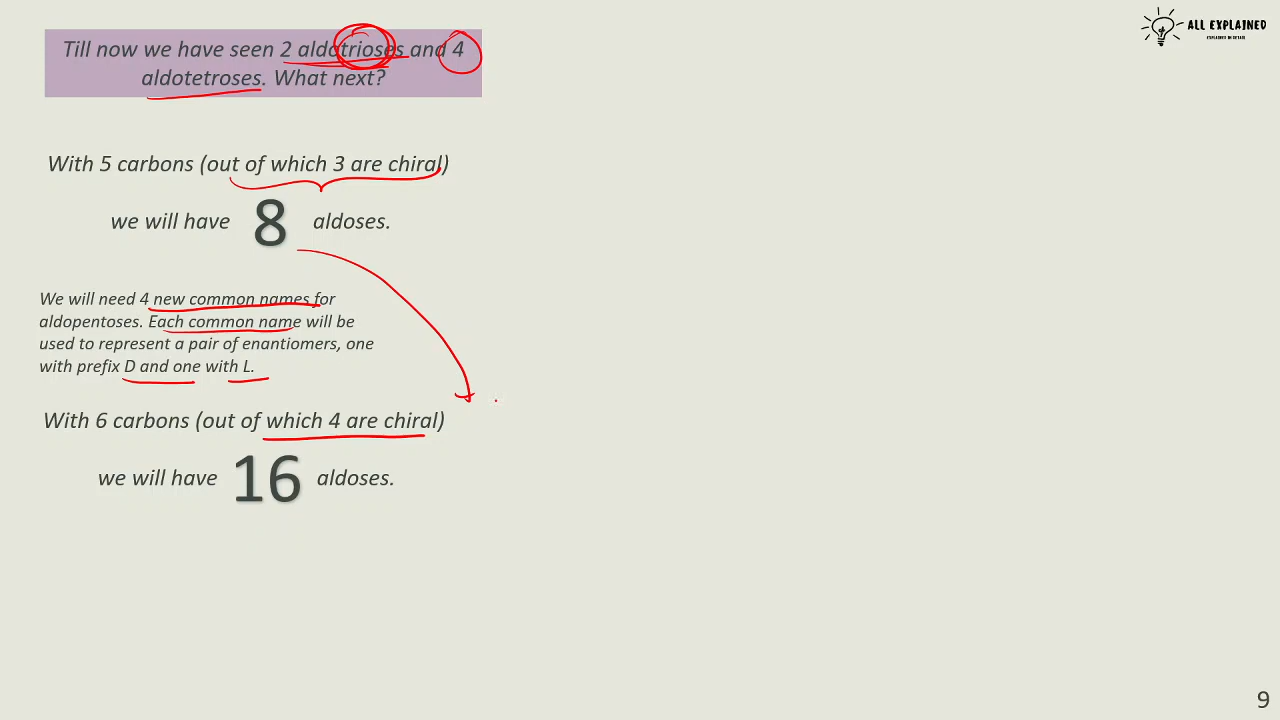 Till now we have seen 2 aldotrioses and 4
aldotetroses. What next?
ALL EXPLAINED
EXPLAINED IN DETAIL
With 5 carbons (out of which 3 are chiral)
we will have 8 aldoses.
We will need 4 new common names for
aldopentoses. Each common name will be
used to represent a pair of enantiomers, one
with prefix D and one with L.
With 6 carbons (out of which 4 are chiral)
we will have 16 aldoses.
9